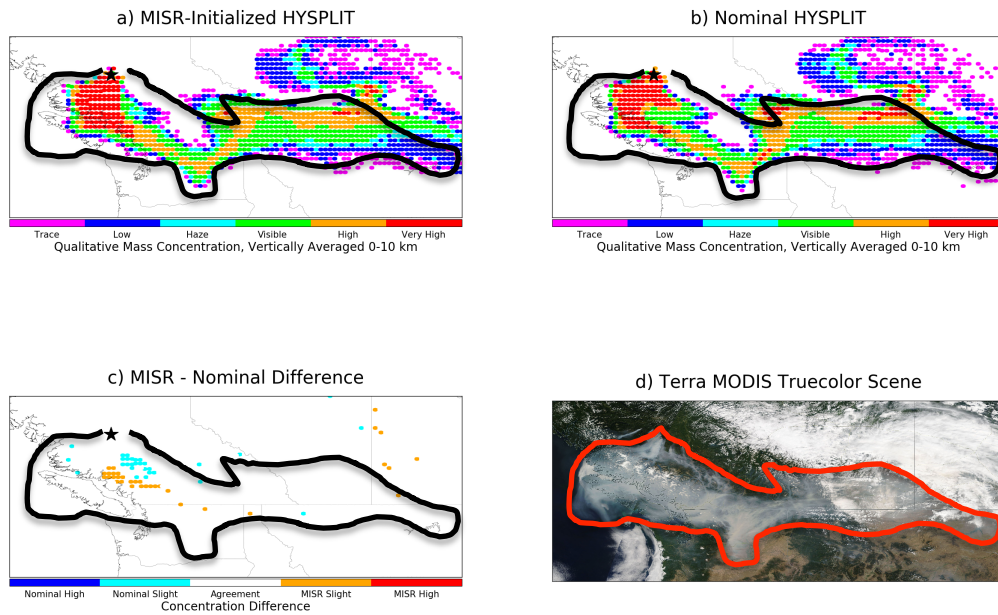 a) MISR-Initialized HYSPLIT
b) Nominal HYSPLIT
Trace Low Haze Visible High Very High
Qualitative Mass Concentration, Vertically Averaged 0-10 km
Trace Low Haze Visible High Very High
Qualitative Mass Concentration, Vertically Averaged 0-10 km
c) MISR - Nominal Difference
d) Terra MODIS Truecolor Scene
Nominal High Nominal Slight Agreement MISR Slight MISR High
Concentration Difference